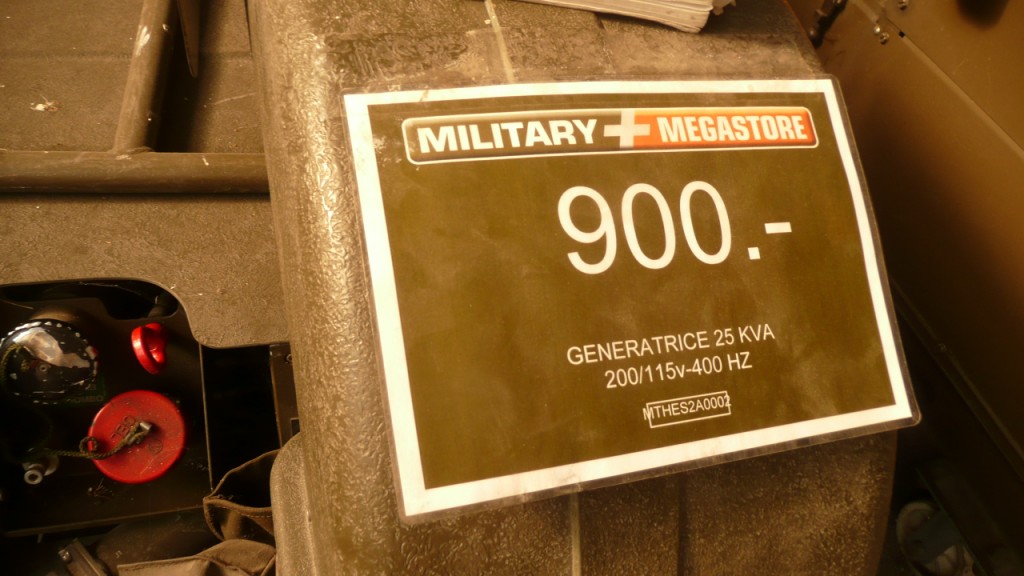 MILITARY + MEGASTORE
900.-
GENERATRICE 25 KVA
200/115v-400 HZ
MTHES2A0002